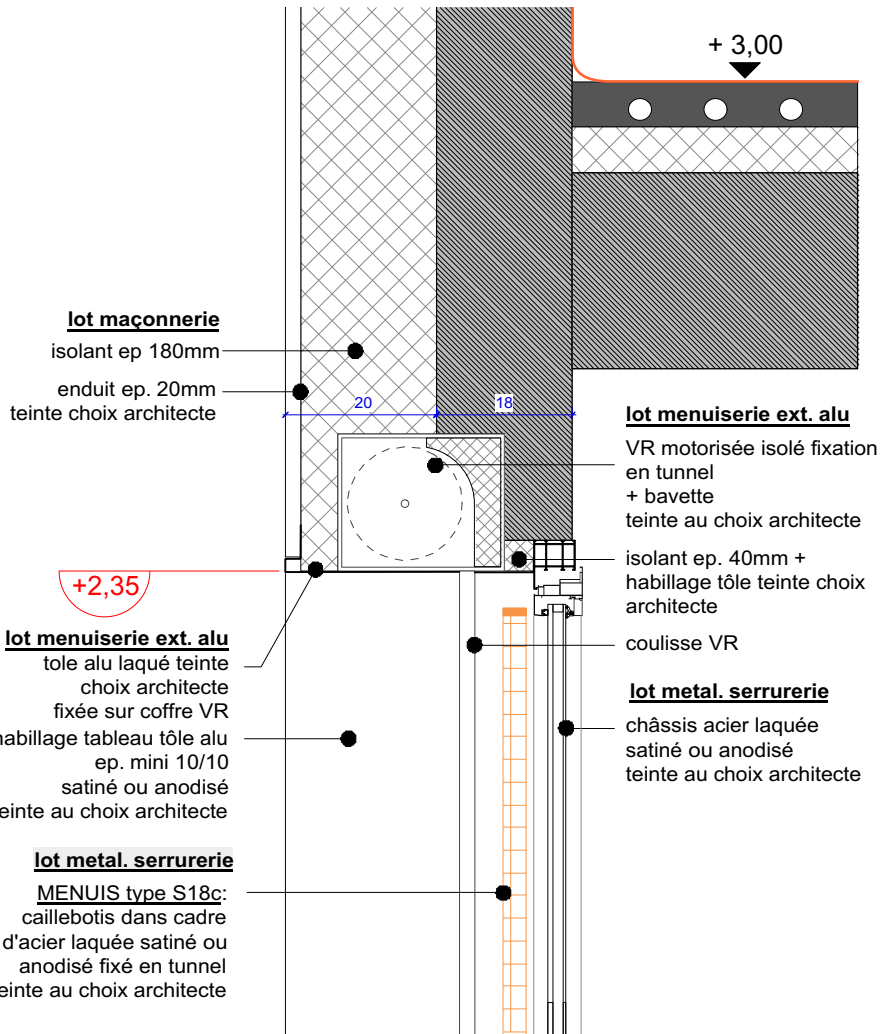 + 3,00
lot maçonnerie
isolant ep 180mm
enduit ep. 20mm
teinte choix architecte
20
18
lot menuiserie ext. alu
VR motorisée isolé fixation
en tunnel
+ bavette
teinte au choix architecte
isolant ep. 40mm +
habillage tôle teinte choix
architecte
coulisse VR
lot metal. serrurerie
châssis acier laquée
satiné ou anodisé
teinte au choix architecte
+2,35
lot menuiserie ext. alu
tole alu laqué teinte
choix architecte
fixée sur coffre VR
habillage tableau tôle alu
ep. mini 10/10
satiné ou anodisé
teinte au choix architecte
lot metal. serrurerie
MENUIS type S18c:
caillebotis dans cadre
d'acier laquée satiné ou
anodisé fixé en tunnel
teinte au choix architecte